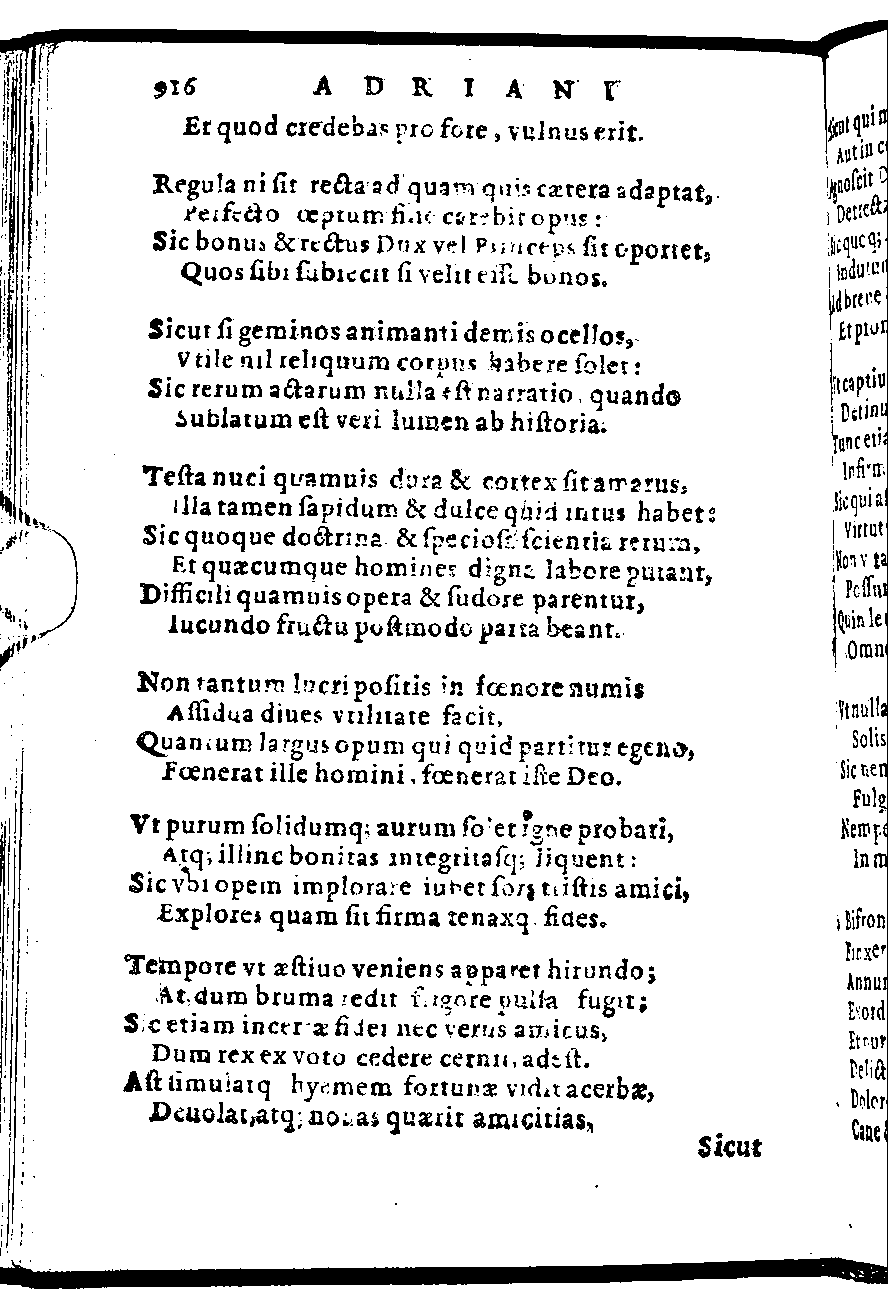 916 ADRIANI
Et quod credebas pro fore, vulnus erit.
Regula ni sit recta ad quam quis cætera adaptat,
Perfecto cœptum fine carebit opus:
Sic bonus & rectus Dux vel Princeps sit oportet,
Quos sibi subiecit si velit esse bonos.
Sicut si geminos animanti demis ocellos,
Vtile nil reliquum corpus habere solet:
Sic rerum actarum nulla est narratio, quando
Sublatum est veri lumen ab historia.
Testa nuci quamuis dura & cortex sit amarus,
Illa tamen sapidum & dulce quid intus habet:
Sic quoque doctrina & speciosa scientia rerum,
Et quæcumque homines digna labore putant,
Difficili quamuis opera & sudore parentur,
Iucundo fructu postmodo parta beant.
Non tantum lucri positis in fœnore numis
Assidua diues vtilitate facit,
Quantum largus opum qui quid partitur egeno,
Fœnerat ille homini, fœnerat iste Deo.
Vt purum solidumq; aurum solet igne probari,
Atq; illinc bonitas integritasq; liquent:
Sic vbi opem implorare iubet sors tristis amici,
Explores quam sit firma tenaxq. fides.
Tempore vt æstiuo veniens apparet hirundo;
At dum bruma redit frigore pulsa fugit;
Sic etiam incertæ fidei nec verus amicus,
Dum rex ex voto cedere cernit, adest.
Ast simulatq hyemem fortunæ vidit acerbæ,
Deuolat, atq; nouas quærit amicitias,
Sicut